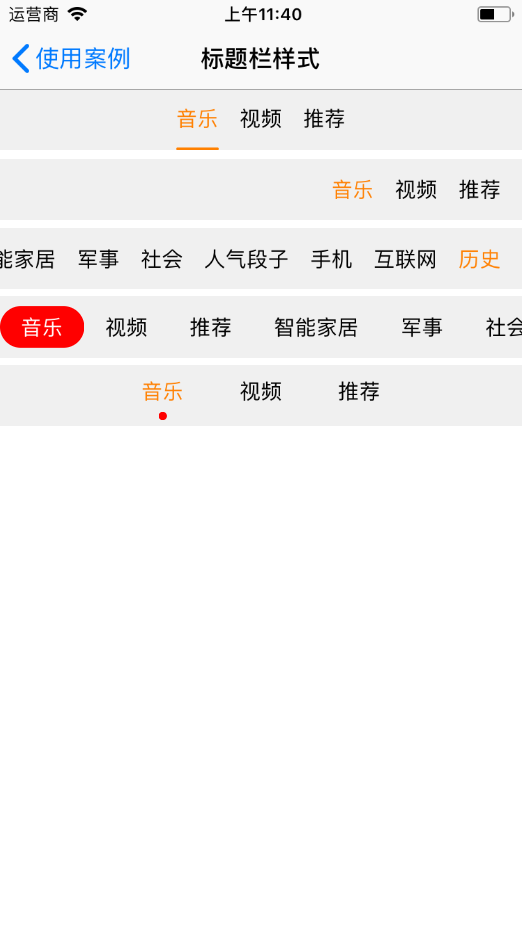 运营商 上午11:40
使用案例 标题栏样式
音乐 视频 推荐
音乐 视频 推荐
能家居 军事 社会 人气段子 手机 互联网 历史
音乐 视频 推荐 智能家居 军事 社会
音乐 视频 推荐